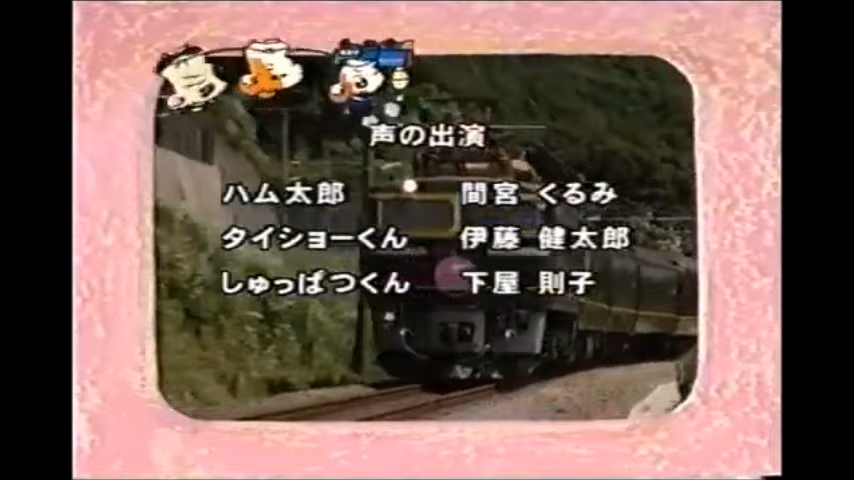 声の出演
ハム太郎 間宮 くるみ
タイショーくん 伊藤 健太郎
しゅっぱつくん 下屋 則子